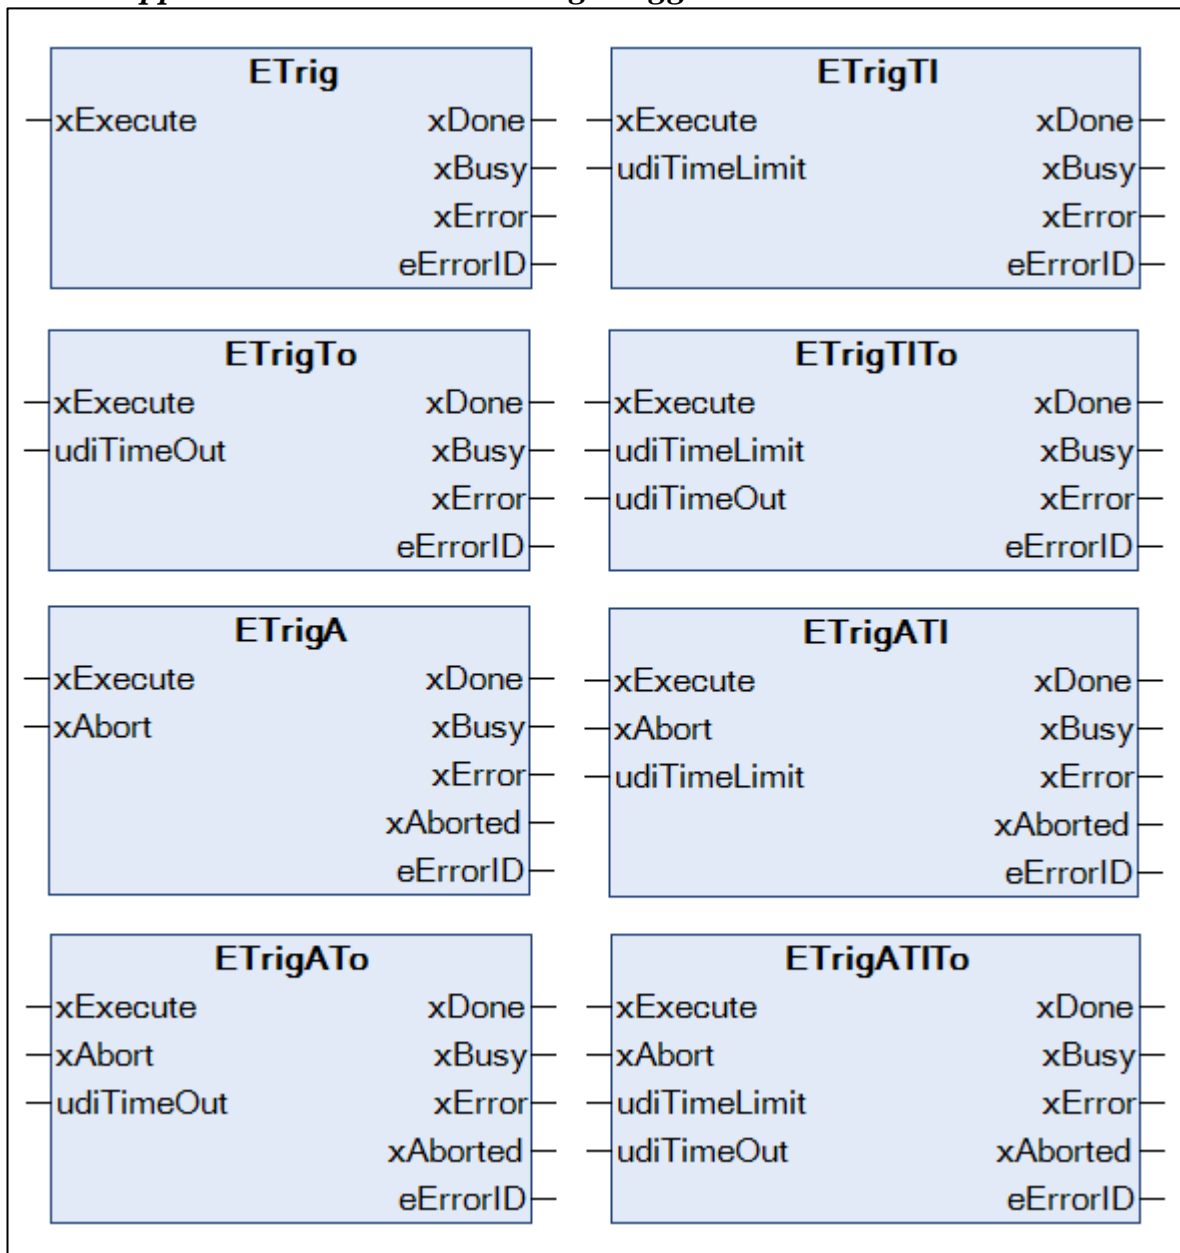 ETrig
xExecute xDone
xBusy
xError
eErrorID
ETrigTl
xExecute xDone
udiTimeLimit xBusy
xError
eErrorID
ETrigTo
xExecute xDone
udiTimeOut xBusy
xError
eErrorID
ETrigTlTo
xExecute xDone
udiTimeLimit xBusy
udiTimeOut xError
eErrorID
ETrigA
xExecute xDone
xAbort xBusy
xError
xAborted
eErrorID
ETrigATl
xExecute xDone
xAbort xBusy
udiTimeLimit xError
xAborted
eErrorID
ETrigATo
xExecute xDone
xAbort xBusy
udiTimeOut xError
xAborted
eErrorID
ETrigATlTo
xExecute xDone
xAbort xBusy
udiTimeLimit xError
udiTimeOut xAborted
eErrorID